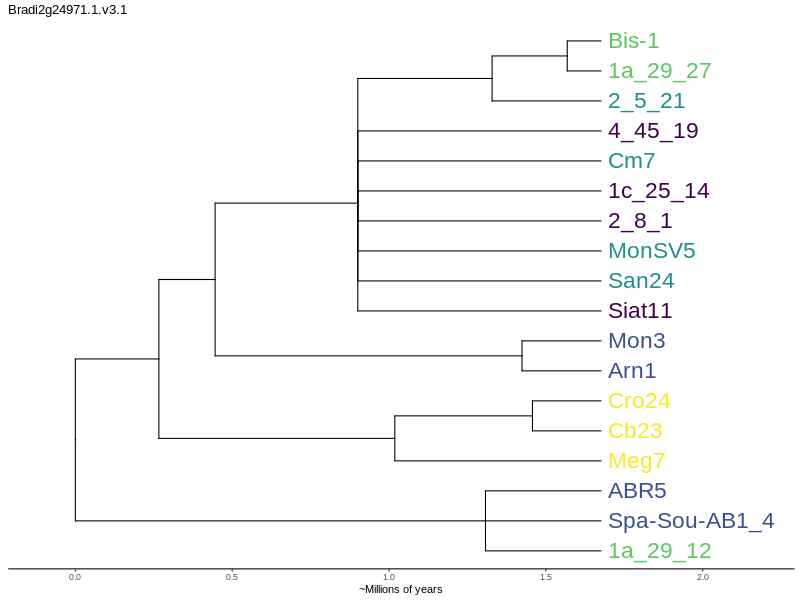 Bradi2g24971.1.v3.1
Bis-1
1a_29_27
2_5_21
4_45_19
Cm7
1c_25_14
2_8_1
MonSV5
San24
Siat11
Mon3
Arn1
Cro24
Cb23
Meg7
ABR5
Spa-Sou-AB1_4
1a_29_12
0.0 0.5 1.0 1.5 2.0
~Millions of years